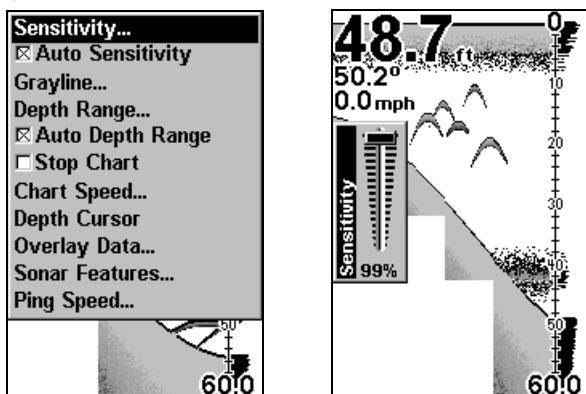 Sensitivity...
Auto Sensitivity
Grayline...
Depth Range...
Auto Depth Range
Stop Chart
Chart Speed...
Depth Cursor
Overlay Data...
Sonar Features...
Ping Speed...
50
60.0
48.7 ft
50.2°
0.0 mph
Sensitivity
99%
0
10
20
30
40
50
60.0